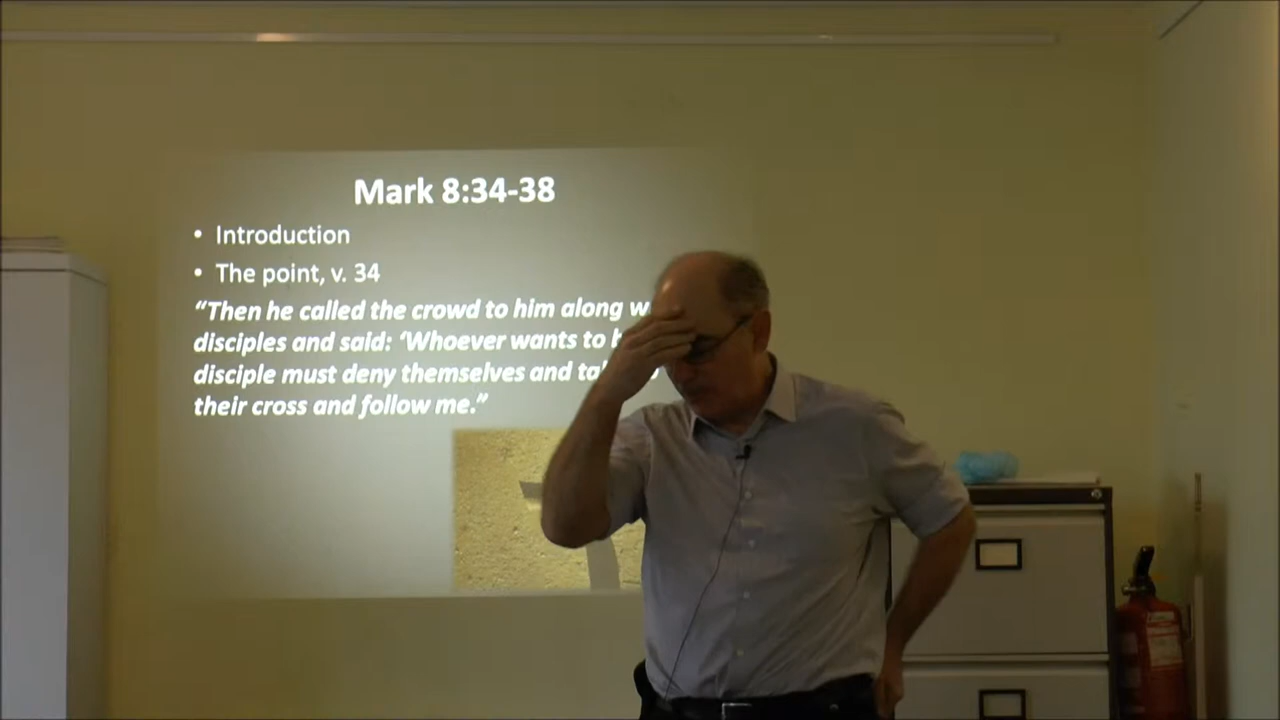 Mark 8:34-38
• Introduction
• The point, v. 34
“Then he called the crowd to him along
disciples and said: ‘Whoever wants to
disciple must deny themselves and
their cross and follow me.”